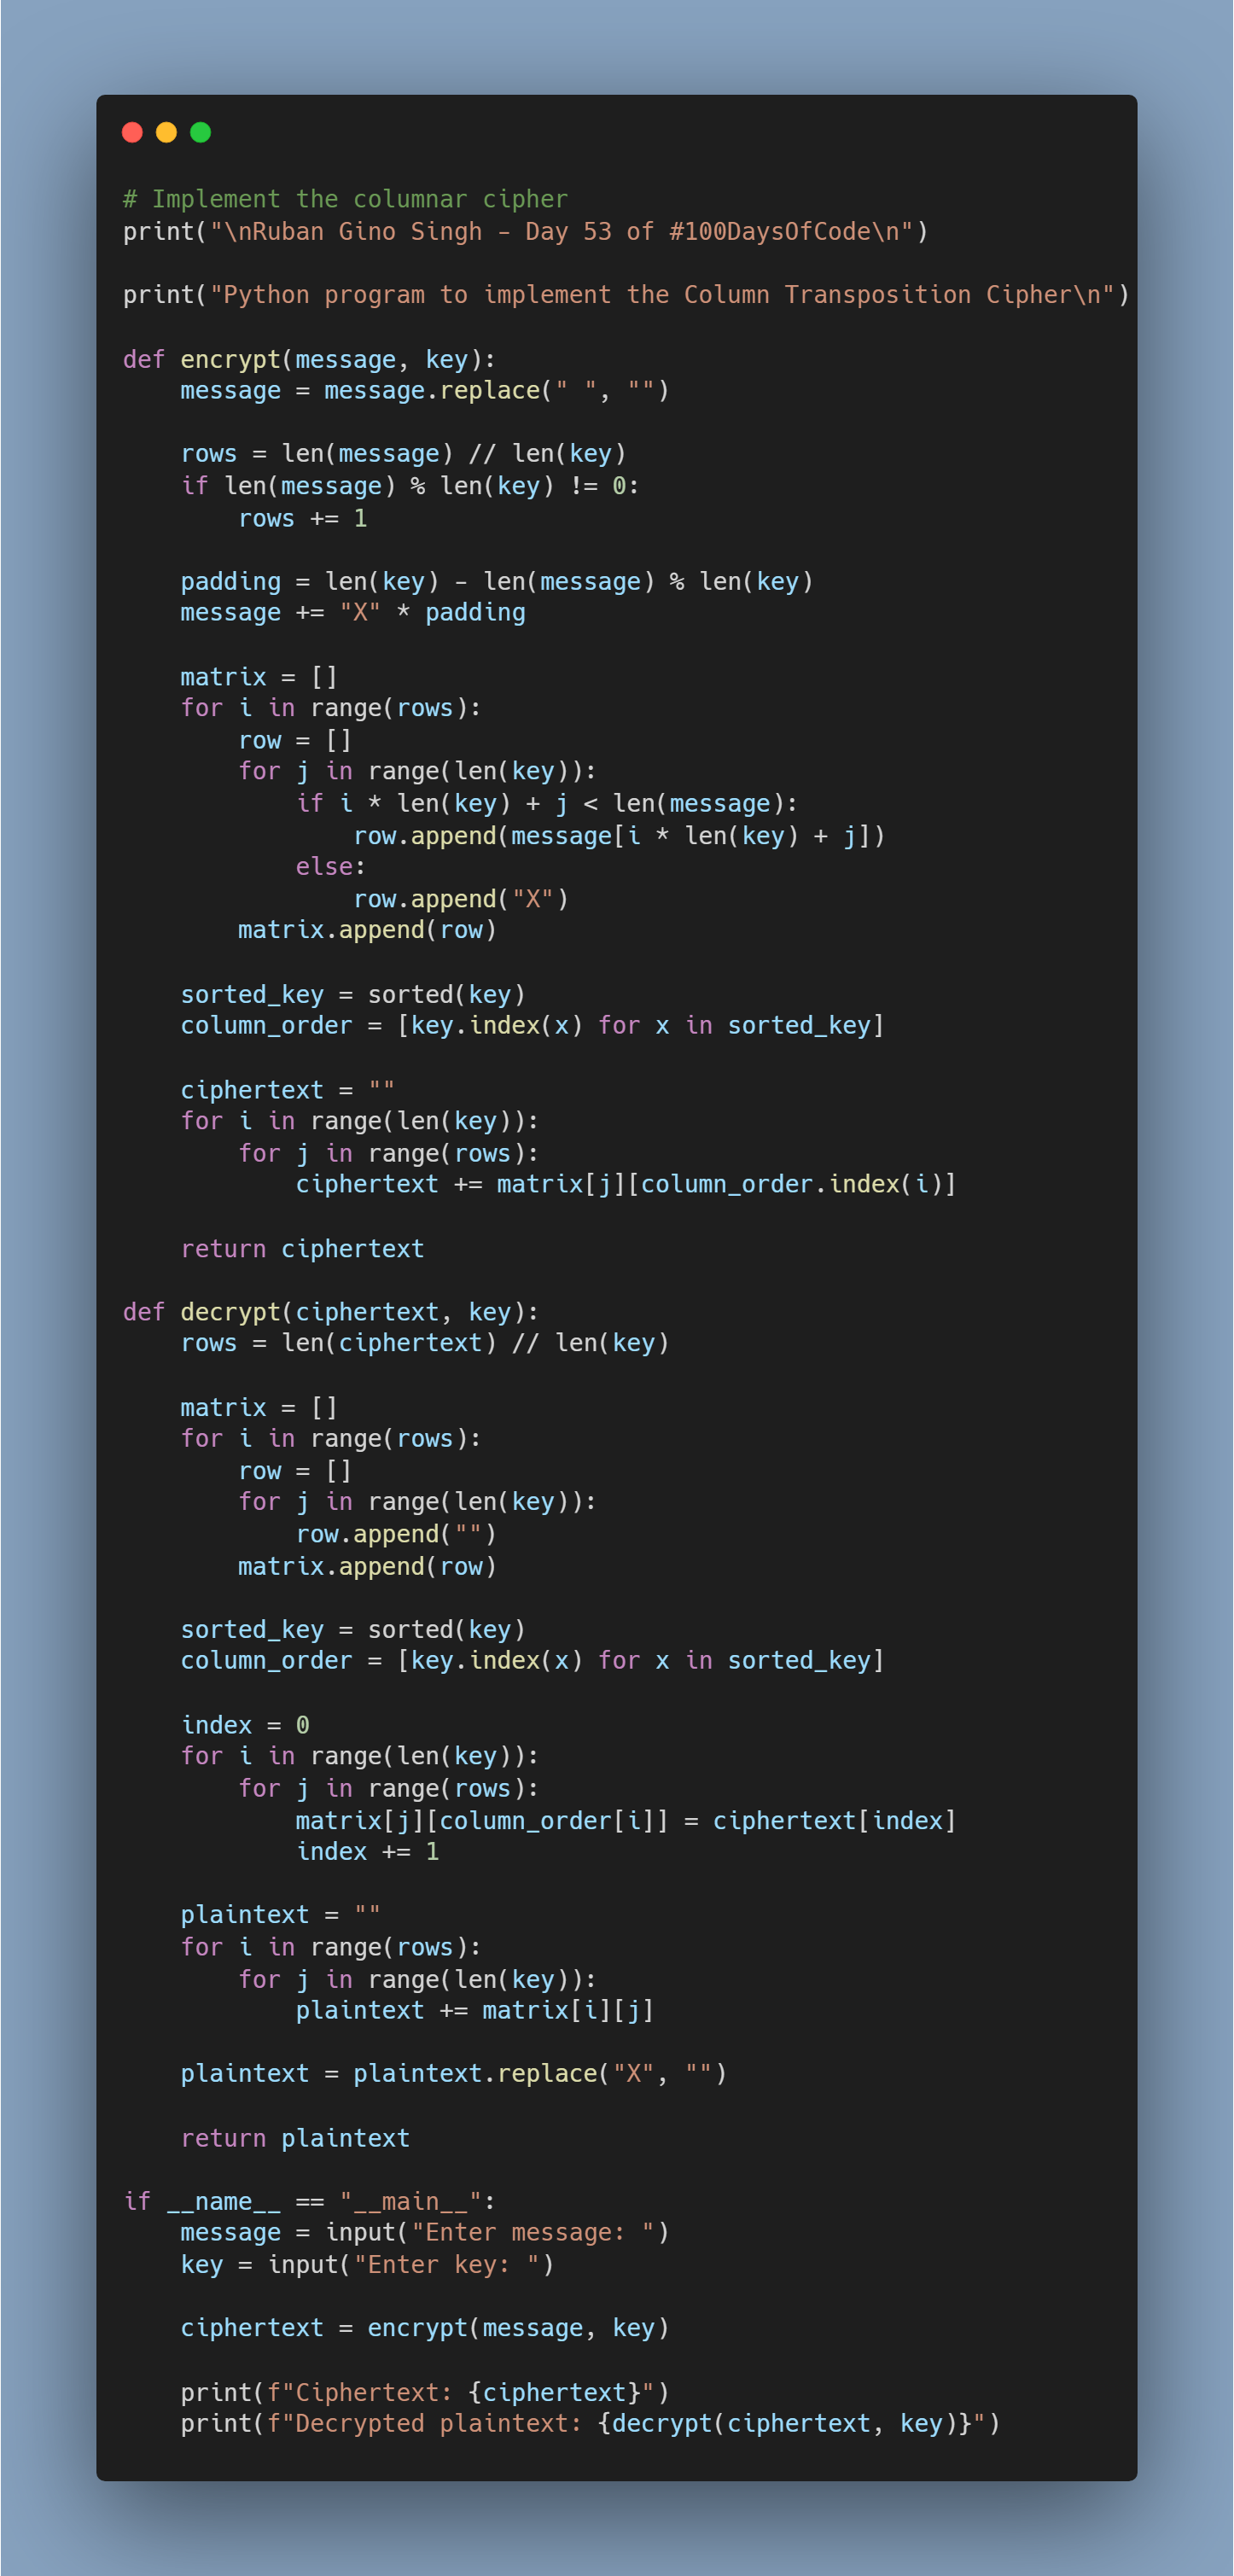 # Implement the columnar cipher
print("\nRuban Gino Singh - Day 53 of #100DaysOfCode\n")

print("Python program to implement the Column Transposition Cipher\n")

def encrypt(message, key):
    message = message.replace(" ", "")

    rows = len(message) // len(key)
    if len(message) % len(key) != 0:
        rows += 1

    padding = len(key) - len(message) % len(key)
    message += "X" * padding

    matrix = []
    for i in range(rows):
        row = []
        for j in range(len(key)):
            if i * len(key) + j < len(message):
                row.append(message[i * len(key) + j])
            else:
                row.append("X")
        matrix.append(row)

    sorted_key = sorted(key)
    column_order = [key.index(x) for x in sorted_key]

    ciphertext = ""
    for i in range(len(key)):
        for j in range(rows):
            ciphertext += matrix[j][column_order.index(i)]

    return ciphertext

def decrypt(ciphertext, key):
    rows = len(ciphertext) // len(key)

    matrix = []
    for i in range(rows):
        row = []
        for j in range(len(key)):
            row.append("")
        matrix.append(row)

    sorted_key = sorted(key)
    column_order = [key.index(x) for x in sorted_key]

    index = 0
    for i in range(len(key)):
        for j in range(rows):
            matrix[j][column_order[i]] = ciphertext[index]
            index += 1

    plaintext = ""
    for i in range(rows):
        for j in range(len(key)):
            plaintext += matrix[i][j]

    plaintext = plaintext.replace("X", "")

    return plaintext

if __name__ == "__main__":
    message = input("Enter message: ")
    key = input("Enter key: ")

    ciphertext = encrypt(message, key)

    print(f"Ciphertext: {ciphertext}")
    print(f"Decrypted plaintext: {decrypt(ciphertext, key)}")